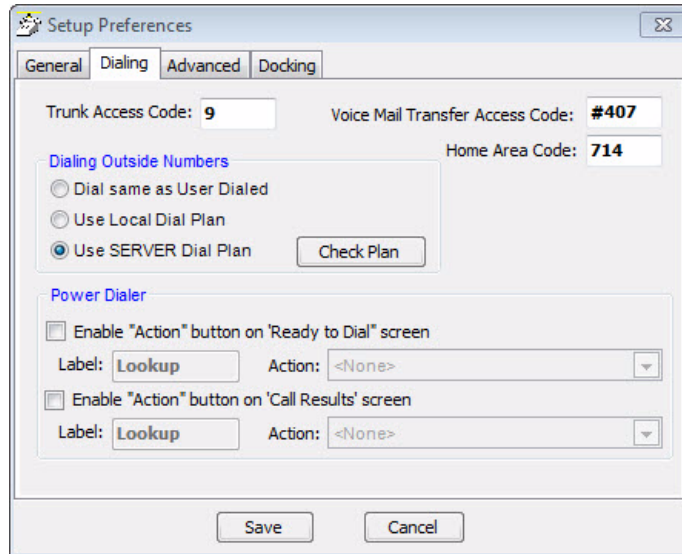 Setup Preferences
General Dialing Advanced Docking
Trunk Access Code: 9
Voice Mail Transfer Access Code: #407
Home Area Code: 714
Dialing Outside Numbers
Dial same as User Dialed
Use Local Dial Plan
Use SERVER Dial Plan Check Plan
Power Dialer
Enable "Action" button on 'Ready to Dial" screen
Label: Lookup Action: <None>
Enable "Action" button on 'Call Results' screen
Label: Lookup Action: <None>
Save Cancel